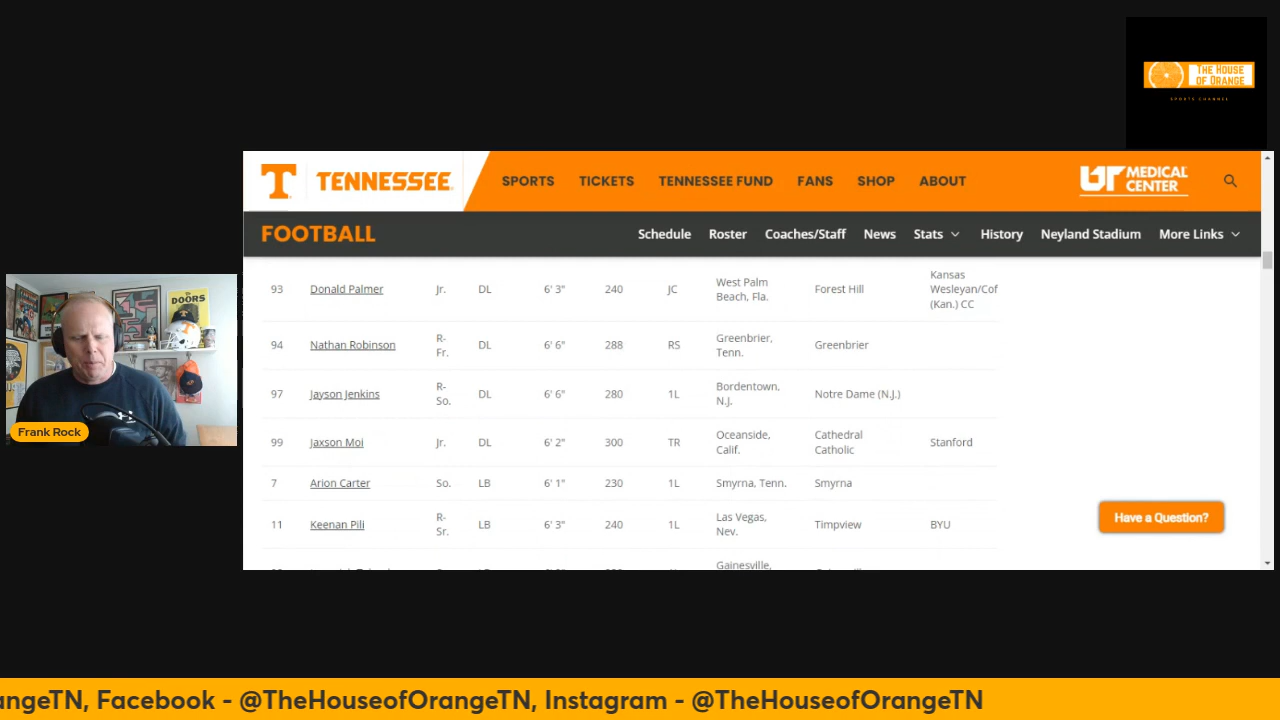 THE HOUSE
OF ORANGE
SPORTS CHANNEL
T TENNESSEE SPORTS TICKETS TENNESSEE FUND FANS SHOP ABOUT UT MEDICAL CENTER
FOOTBALL Schedule Roster Coaches/Staff News Stats History Neyland Stadium More Links
93 Donald Palmer Jr. DL 6' 3" 240 JC West Palm Beach, Fla. Forest Hill Kansas Wesleyan/Cof (Kan.) CC
94 Nathan Robinson R-Fr. DL 6' 6" 288 RS Greenbrier, Tenn. Greenbrier
97 Jayson Jenkins R-So. DL 6' 6" 280 1L Bordentown, N.J. Notre Dame (N.J.)
99 Jaxson Moi Jr. DL 6' 2" 300 TR Oceanside, Calif. Cathedral Catholic Stanford
7 Arion Carter So. LB 6' 1" 230 1L Smyrna, Tenn. Smyrna
11 Keenan Pili R-Sr. LB 6' 3" 240 1L Las Vegas, Nev. Timpview BYU
Gainesville,
Have a Question?
DOORS
T
Frank Rock
angeTN, Facebook - @TheHouseofOrangeTN, Instagram - @TheHouseofOrangeTN